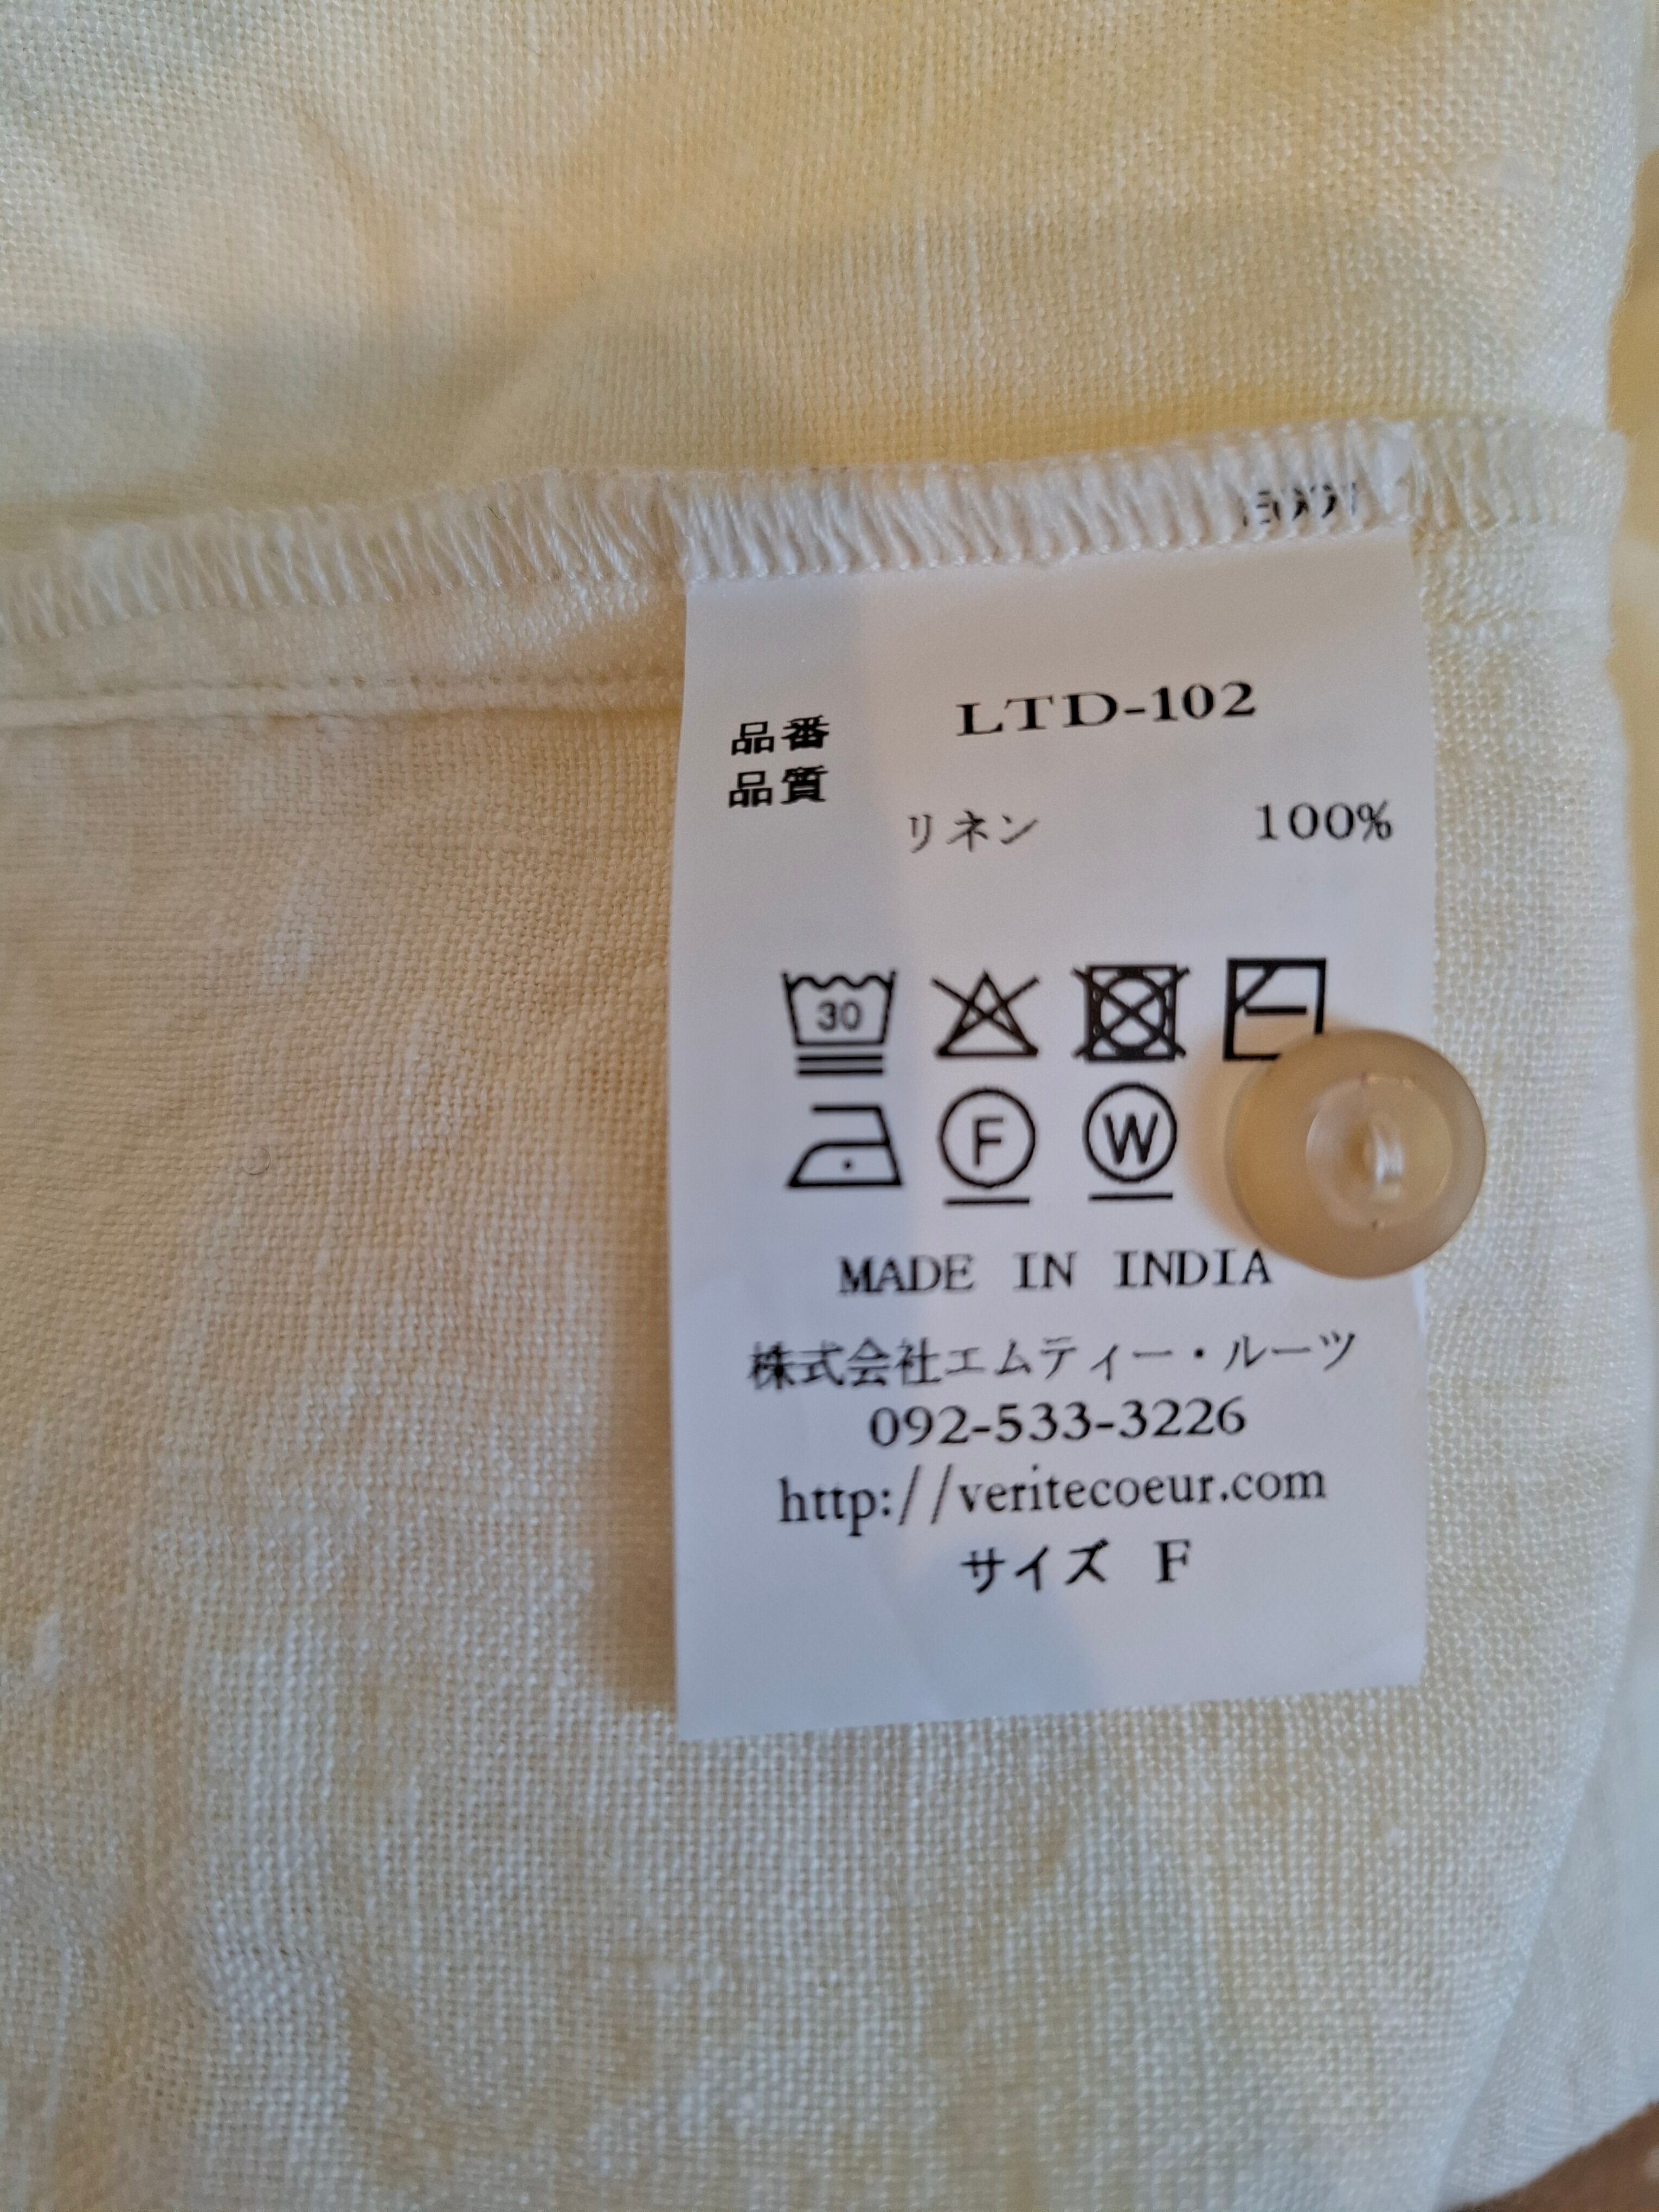 品番 LTD-102
品質
リネン 100%
30
F W
MADE IN INDIA
株式会社エムティー・ルーツ
092-533-3226
http://veritecoeur.com
サイズ F